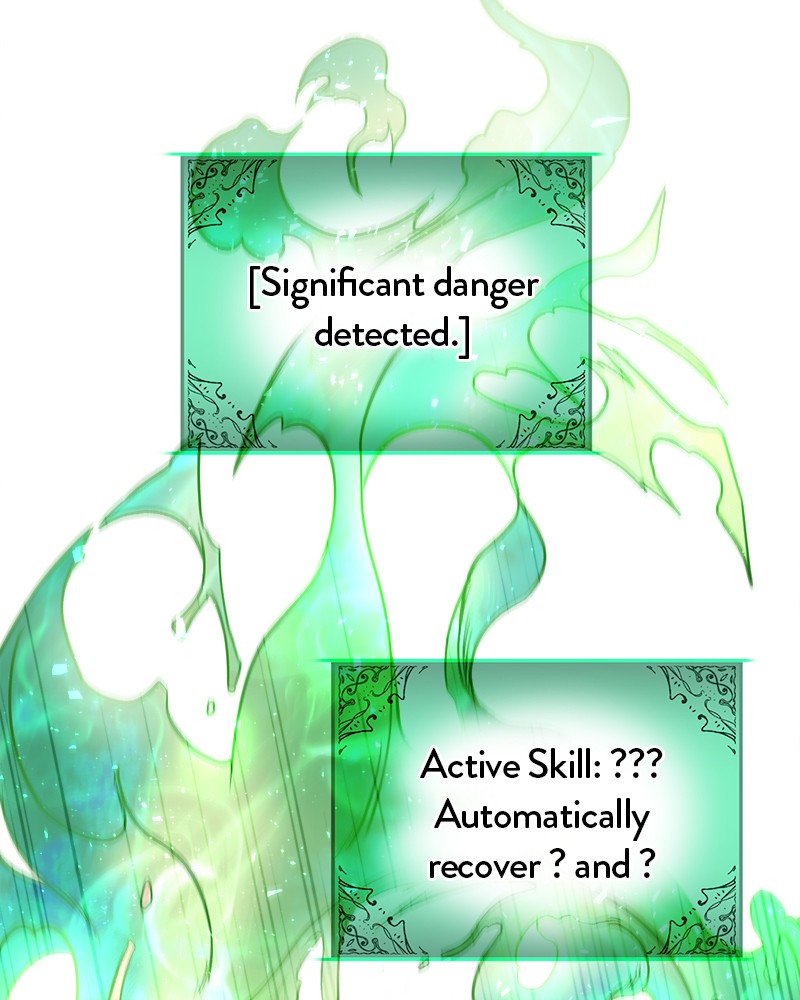 [Significant danger
detected.]
Active Skill: ???
Automatically
recover ? and ?